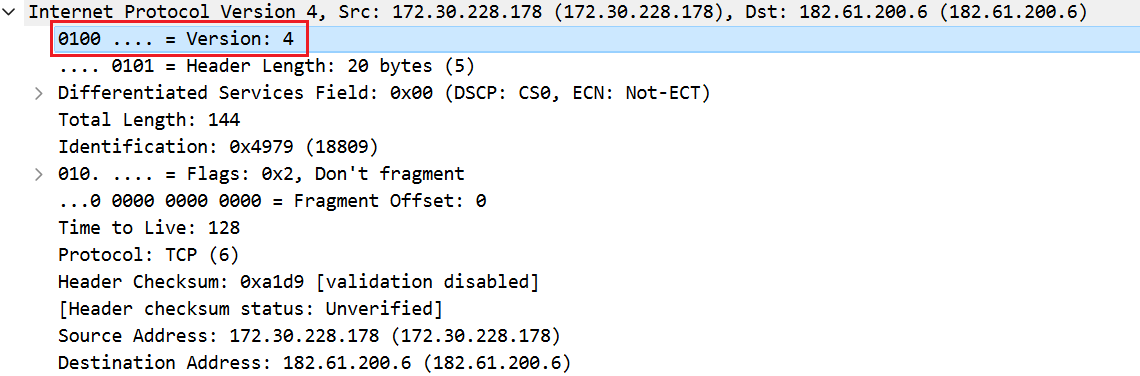 Internet Protocol Version 4, Src: 172.30.228.178 (172.30.228.178), Dst: 182.61.200.6 (182.61.200.6)
0100 .... = Version: 4
.... 0101 = Header Length: 20 bytes (5)
Differentiated Services Field: 0x00 (DSCP: CS0, ECN: Not-ECT)
Total Length: 144
Identification: 0x4979 (18809)
010. .... = Flags: 0x2, Don't fragment
...0 0000 0000 0000 = Fragment Offset: 0
Time to Live: 128
Protocol: TCP (6)
Header Checksum: 0xa1d9 [validation disabled]
[Header checksum status: Unverified]
Source Address: 172.30.228.178 (172.30.228.178)
Destination Address: 182.61.200.6 (182.61.200.6)